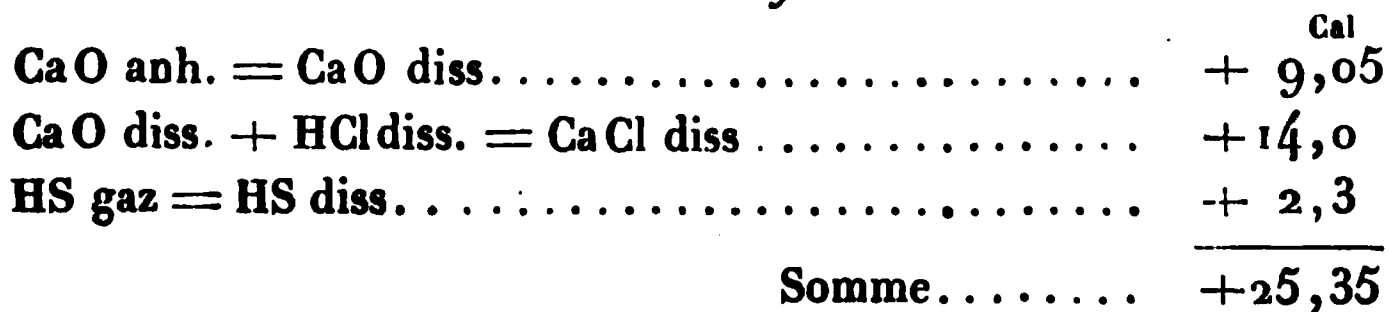 Cal
CaO anh. = CaO diss.............................. + 9,05
CaO diss. + HCl diss. = CaCl diss ................ +14,0
HS gaz = HS diss................................ + 2,3
Somme........ +25,35